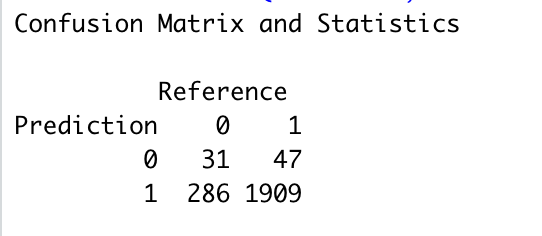 Confusion Matrix and Statistics
Reference
Prediction 0 1
0 31 47
1 286 1909